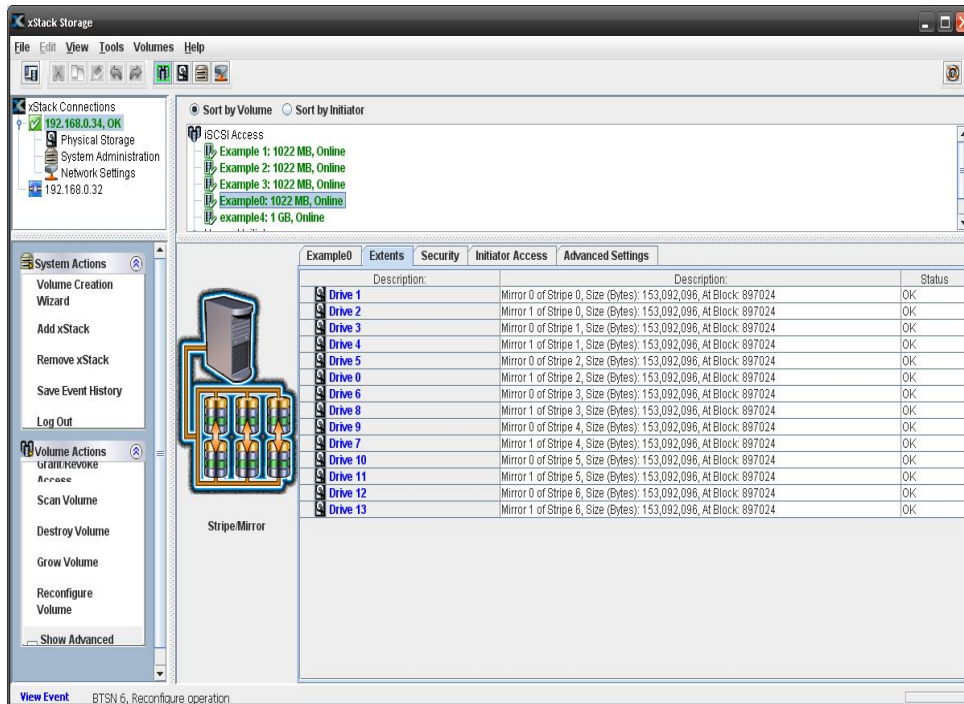 xStack Storage
File Edit View Tools Volumes Help
xStack Connections
192.168.0.34, OK
Physical Storage
System Administration
Network Settings
192.168.0.32
Sort by Volume Sort by Initiator
iSCSI Access
Example 1: 1022 MB, Online
Example 2: 1022 MB, Online
Example 3: 1022 MB, Online
Example0: 1022 MB, Online
example4: 1 GB, Online
System Actions
Volume Creation
Wizard
Add xStack
Remove xStack
Save Event History
Log Out
Volume Actions
Grant/Revoke
Access
Scan Volume
Destroy Volume
Grow Volume
Reconfigure
Volume
Show Advanced
Stripe/Mirror
Example0 Extents Security Initiator Access Advanced Settings
Description: Description: Status
Drive 1 Mirror 0 of Stripe 0, Size (Bytes): 153,092,096, At Block: 897024 OK
Drive 2 Mirror 1 of Stripe 0, Size (Bytes): 153,092,096, At Block: 897024 OK
Drive 3 Mirror 0 of Stripe 1, Size (Bytes): 153,092,096, At Block: 897024 OK
Drive 4 Mirror 1 of Stripe 1, Size (Bytes): 153,092,096, At Block: 897024 OK
Drive 5 Mirror 0 of Stripe 2, Size (Bytes): 153,092,096, At Block: 897024 OK
Drive 0 Mirror 1 of Stripe 2, Size (Bytes): 153,092,096, At Block: 897024 OK
Drive 6 Mirror 0 of Stripe 3, Size (Bytes): 153,092,096, At Block: 897024 OK
Drive 8 Mirror 1 of Stripe 3, Size (Bytes): 153,092,096, At Block: 897024 OK
Drive 9 Mirror 0 of Stripe 4, Size (Bytes): 153,092,096, At Block: 897024 OK
Drive 7 Mirror 1 of Stripe 4, Size (Bytes): 153,092,096, At Block: 897024 OK
Drive 10 Mirror 0 of Stripe 5, Size (Bytes): 153,092,096, At Block: 897024 OK
Drive 11 Mirror 1 of Stripe 5, Size (Bytes): 153,092,096, At Block: 897024 OK
Drive 12 Mirror 0 of Stripe 6, Size (Bytes): 153,092,096, At Block: 897024 OK
Drive 13 Mirror 1 of Stripe 6, Size (Bytes): 153,092,096, At Block: 897024 OK
View Event BTSN 6, Reconfigure operation